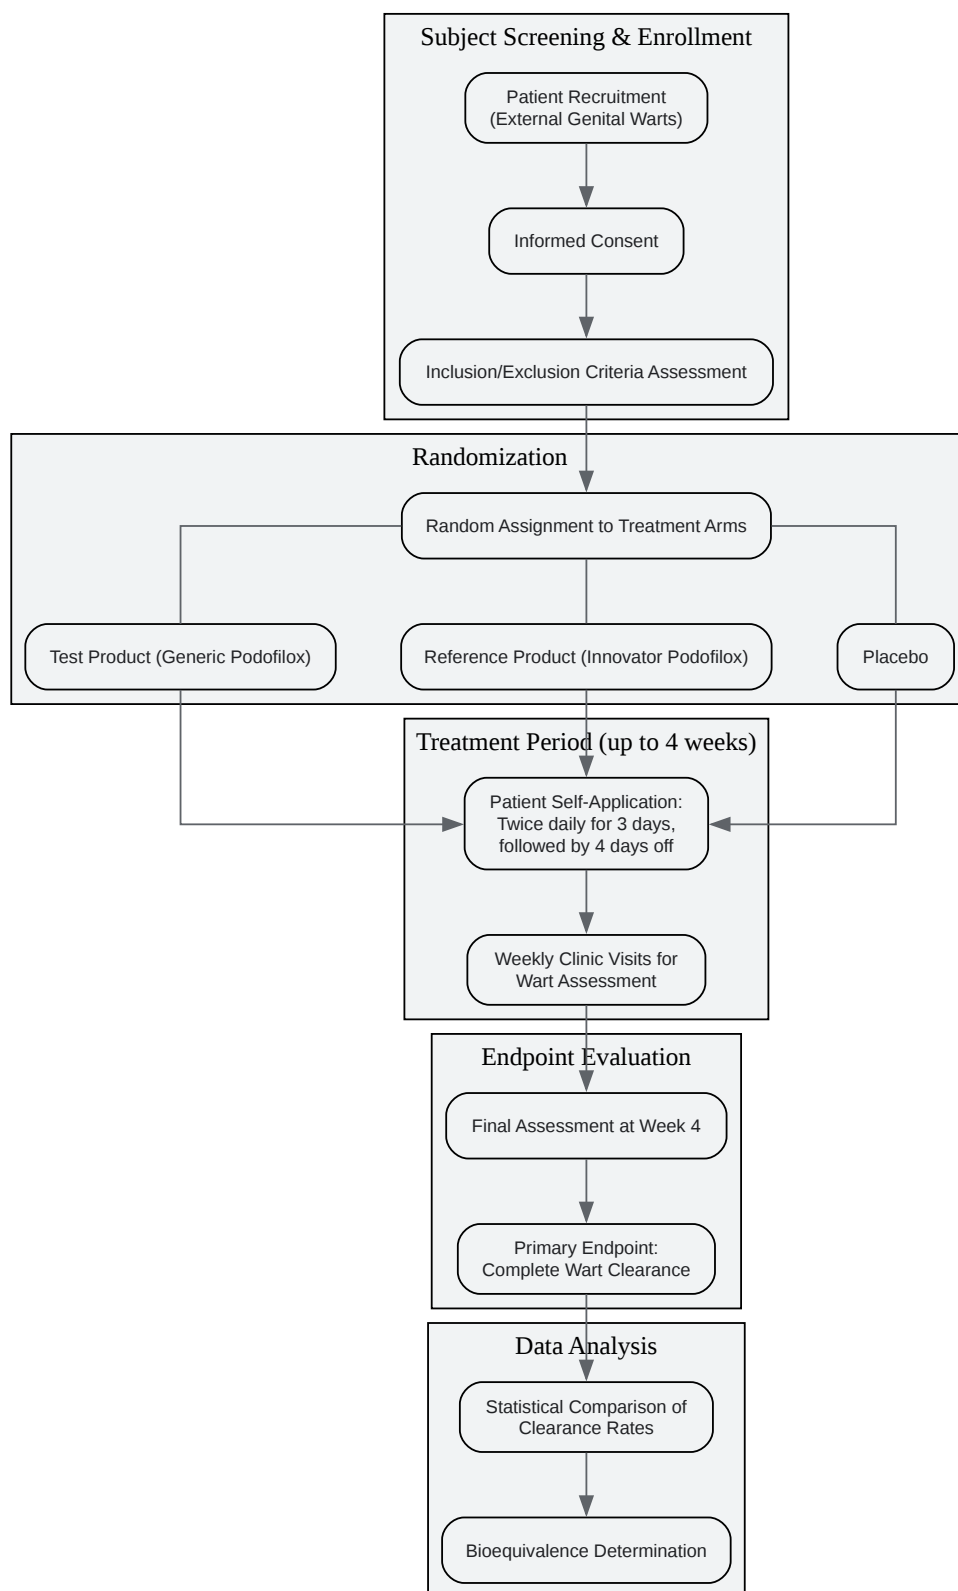 Subject Screening & Enrollment
Patient Recruitment
(External Genital Warts)
Informed Consent
Inclusion/Exclusion Criteria Assessment
Randomization
Random Assignment to Treatment Arms
Test Product (Generic Podofilox)
Reference Product (Innovator Podofilox)
Placebo
Treatment Period (up to 4 weeks)
Patient Self-Application:
Twice daily for 3 days,
followed by 4 days off
Weekly Clinic Visits for
Wart Assessment
Endpoint Evaluation
Final Assessment at Week 4
Primary Endpoint:
Complete Wart Clearance
Data Analysis
Statistical Comparison of
Clearance Rates
Bioequivalence Determination